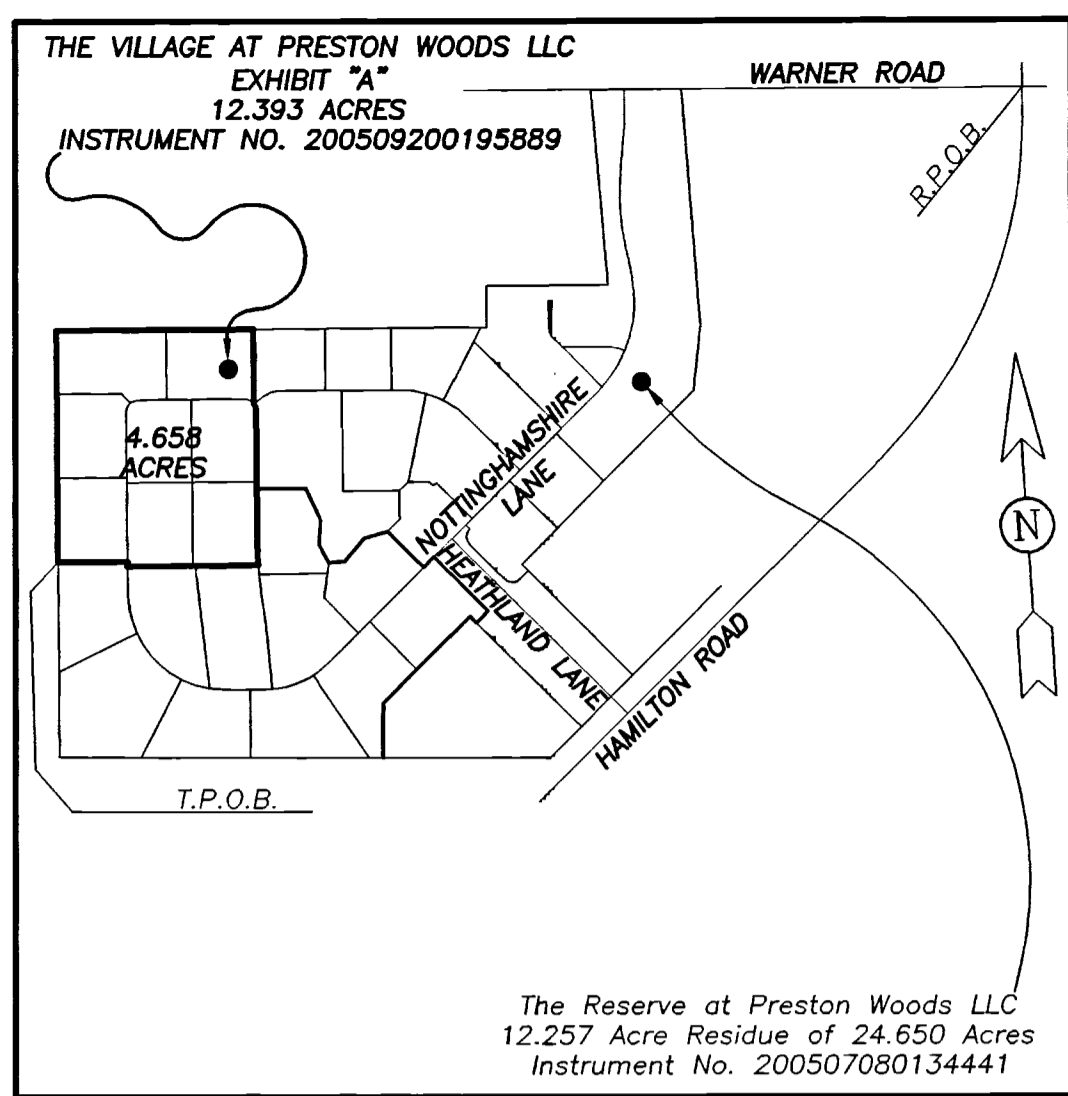 THE VILLAGE AT PRESTON WOODS LLC
EXHIBIT "A"
12.393 ACRES
INSTRUMENT NO. 200509200195889
WARNER ROAD
R.P.O.B.
4.658
ACRES
NOTTINGHAMSHIRE
LANE
HEATHLAND LANE
HAMILTON ROAD
N
T.P.O.B.
The Reserve at Preston Woods LLC
12.257 Acre Residue of 24.650 Acres
Instrument No. 200507080134441